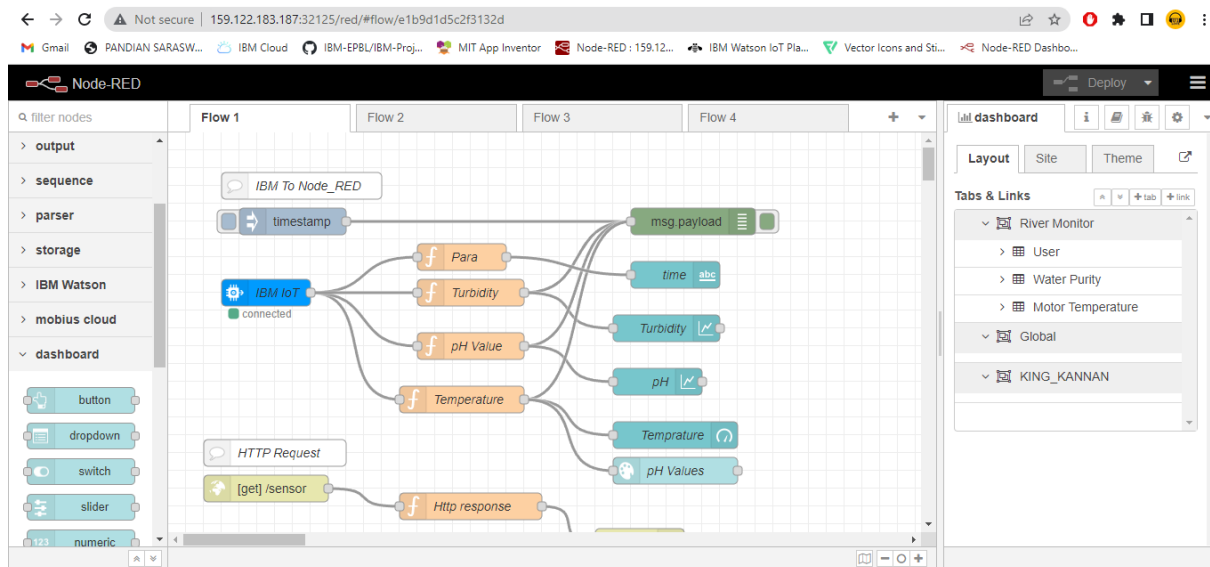 Not secure | 159.122.183.187:32125/red/#flow/e1b9d1d5c2f3132d
Gmail PANDIAN SARASW... IBM Cloud IBM-EPBL/IBM-Proj... MIT App Inventor Node-RED : 159.12... IBM Watson IoT Pla... Vector Icons and Sti... Node-RED Dashbo...
Node-RED
Deploy
filter nodes
output
sequence
parser
storage
IBM Watson
mobius cloud
dashboard
button
dropdown
switch
slider
123 numeric
Flow 1 Flow 2 Flow 3 Flow 4
IBM To Node_RED
timestamp
msg.payload
Para
time abc
IBM IoT
connected
Turbidity
Turbidity
pH Value
pH
Temperature
Temprature
pH Values
HTTP Request
[get] /sensor
Http response
dashboard
i
Layout Site Theme
Tabs & Links
+ tab + link
River Monitor
User
Water Purity
Motor Temperature
Global
KING_KANNAN